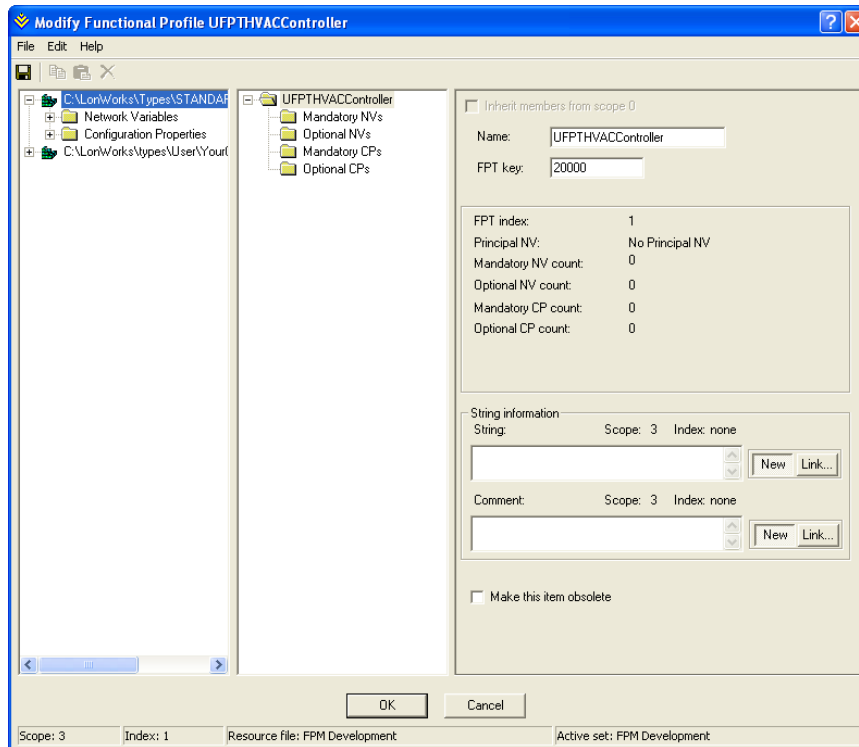 Modify Functional Profile UFPTHVACController
File Edit Help
C:\LonWorks\Types\STANDAR
Network Variables
Configuration Properties
C:\LonWorks\types\User\Your
UFPTHVACController
Mandatory NVs
Optional NVs
Mandatory CPs
Optional CPs
Inherit members from scope 0
Name: UFPTHVACController
FPT key: 20000
FPT index: 1
Principal NV: No Principal NV
Mandatory NV count: 0
Optional NV count: 0
Mandatory CP count: 0
Optional CP count: 0
String information
String: Scope: 3 Index: none
New Link...
Comment: Scope: 3 Index: none
New Link...
Make this item obsolete
OK Cancel
Scope: 3 Index: 1 Resource file: FPM Development Active set: FPM Development